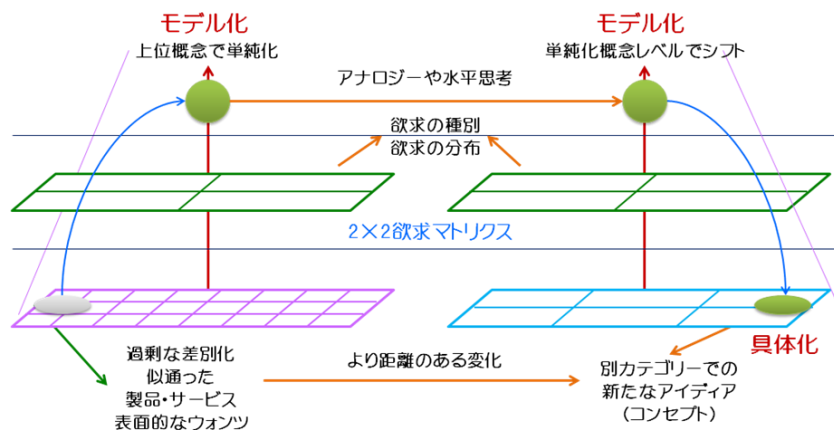 モデル化
上位概念で単純化
モデル化
単純化概念レベルでシフト
アナロジーや水平思考
欲求の種別
欲求の分布
2×2欲求マトリクス
過剰な差別化
似通った
製品・サービス
表面的なウォンツ
より距離のある変化
具体化
別カテゴリーでの
新たなアイディア
(コンセプト)